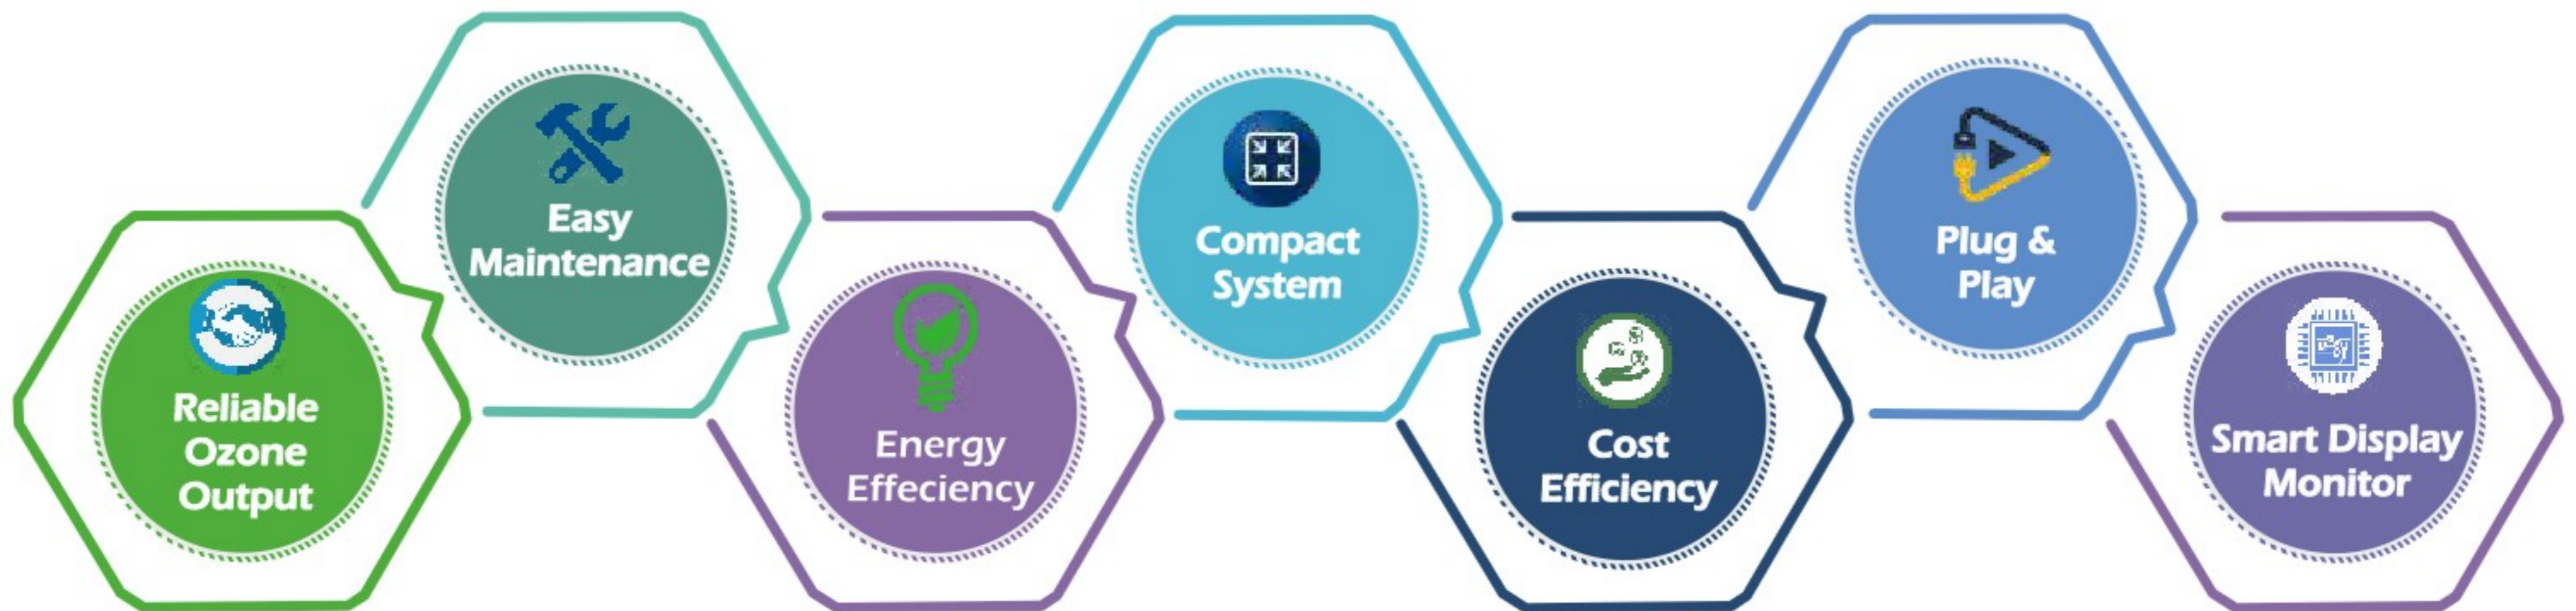 Reliable
Ozone
Output
Easy
Maintenance
Energy
Effeciency
Compact
System
Cost
Efficiency
Plug &
Play
Smart Display
Monitor